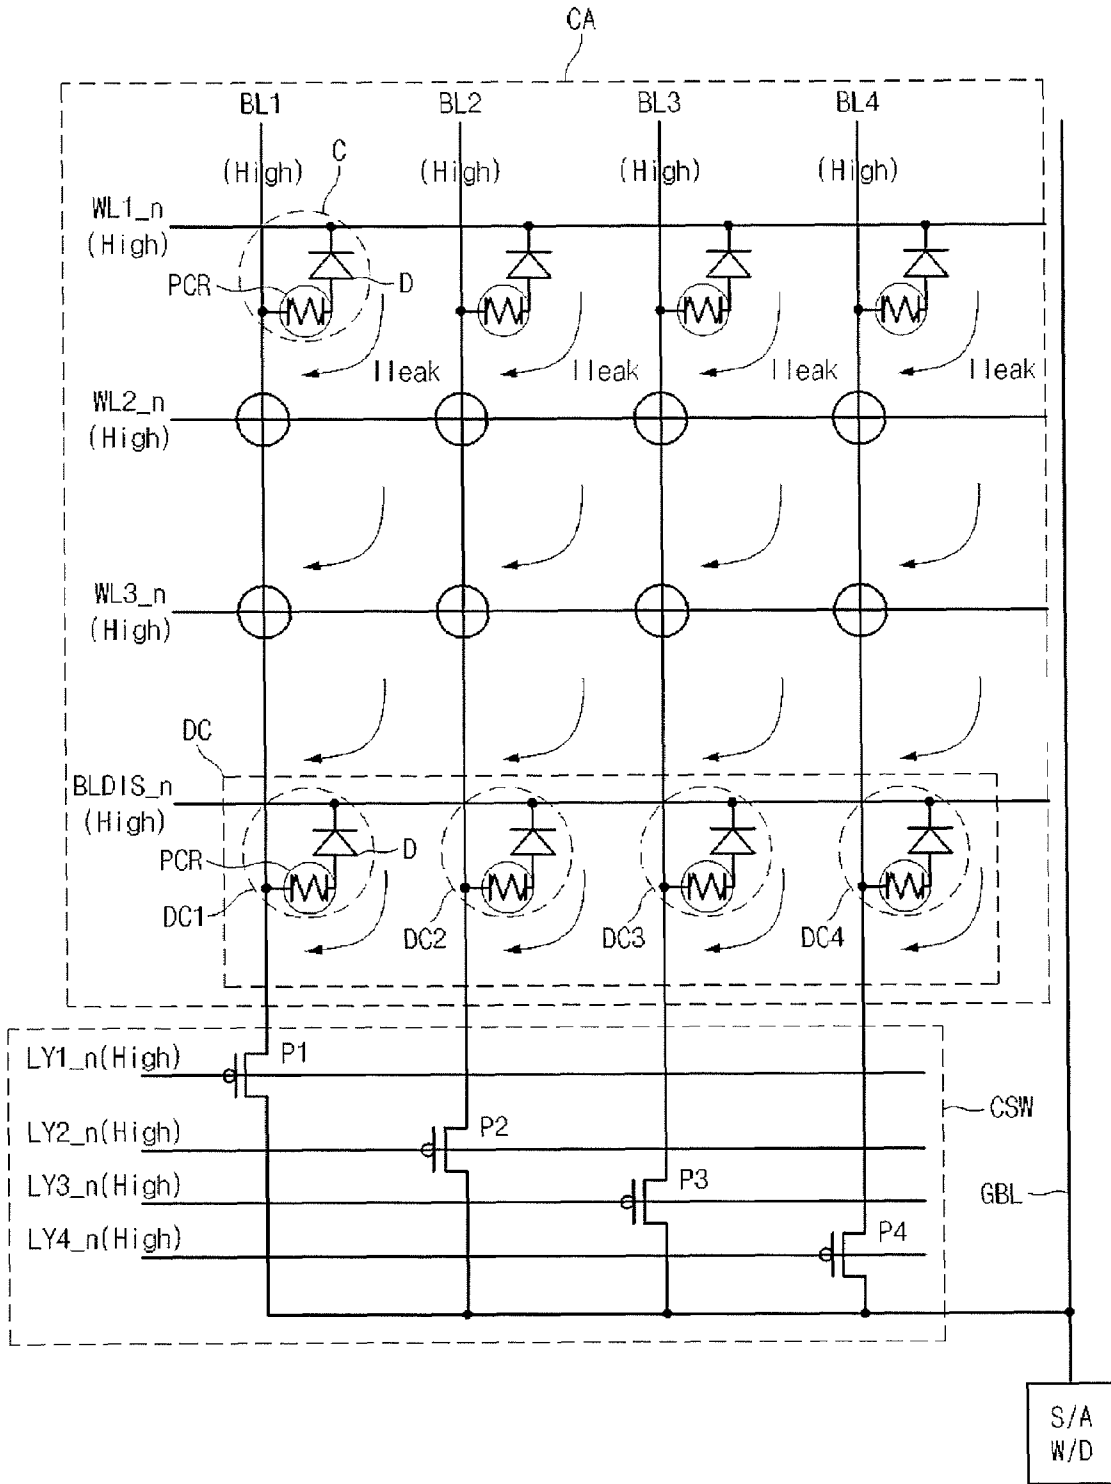 CA
BL1 BL2 BL3 BL4
(High) (High) (High) (High)
C
WL1_n
(High)
PCR D
Ileak Ileak Ileak Ileak
WL2_n
(High)
WL3_n
(High)
DC
BLDIS_n
(High)
PCR D
DC1 DC2 DC3 DC4
LY1_n(High) P1
CSW
LY2_n(High) P2
LY3_n(High) P3
GBL
LY4_n(High) P4
S/A
W/D